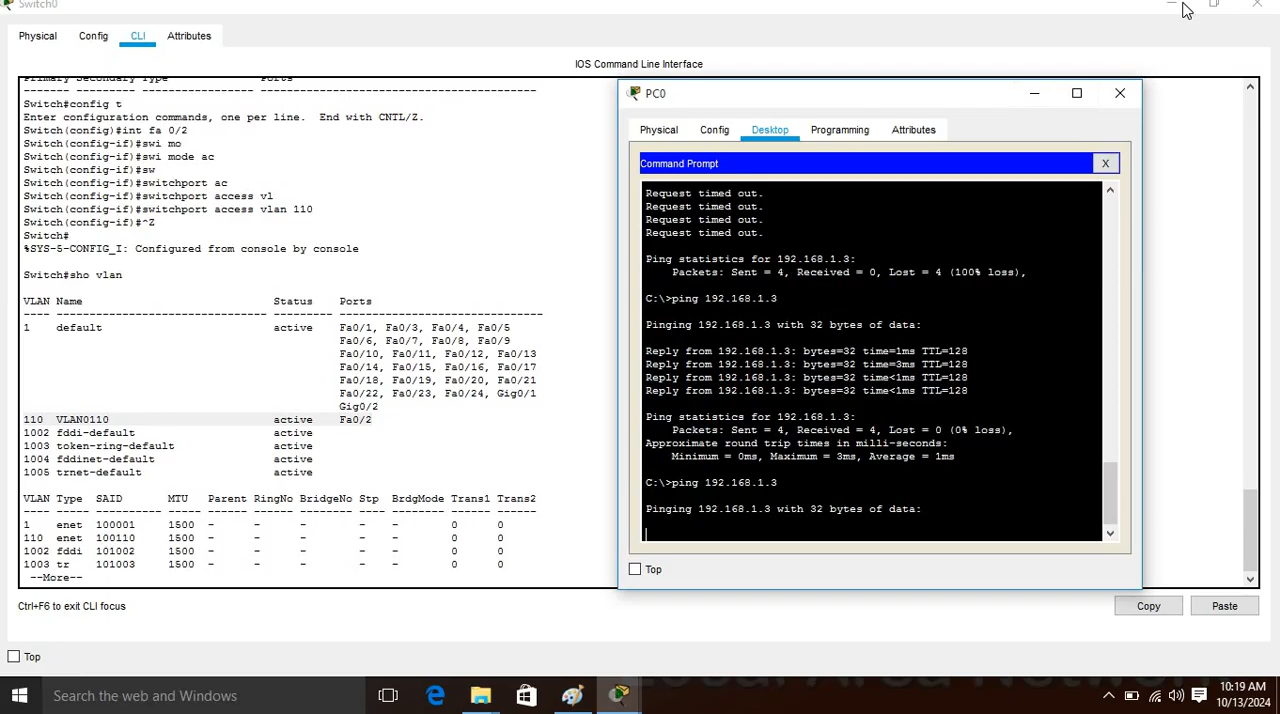 Switch0
Physical Config CLI Attributes
IOS Command Line Interface
Primary Secondary Type Ports
------- --------- ----------------- ------------------------------------------
Switch#config t
Enter configuration commands, one per line. End with CNTL/Z.
Switch(config)#int fa 0/2
Switch(config-if)#swi mo
Switch(config-if)#swi mode ac
Switch(config-if)#sw
Switch(config-if)#switchport ac
Switch(config-if)#switchport access vl
Switch(config-if)#switchport access vlan 110
Switch(config-if)#^Z
Switch#
%SYS-5-CONFIG_I: Configured from console by console
Switch#sho vlan
VLAN Name Status Ports
---- -------------------------------- --------- -------------------------------
1 default active Fa0/1, Fa0/3, Fa0/4, Fa0/5
Fa0/6, Fa0/7, Fa0/8, Fa0/9
Fa0/10, Fa0/11, Fa0/12, Fa0/13
Fa0/14, Fa0/15, Fa0/16, Fa0/17
Fa0/18, Fa0/19, Fa0/20, Fa0/21
Fa0/22, Fa0/23, Fa0/24, Gig0/1
Gig0/2
110 VLAN0110 active Fa0/2
1002 fddi-default active
1003 token-ring-default active
1004 fddinet-default active
1005 trnet-default active
VLAN Type SAID MTU Parent RingNo BridgeNo Stp BrdgMode Trans1 Trans2
---- ----- ---------- ----- ------ ------ -------- ---- -------- ------ ------
1 enet 100001 1500 - - - - - 0 0
110 enet 100110 1500 - - - - - 0 0
1002 fddi 101002 1500 - - - - - 0 0
1003 tr 101003 1500 - - - - - 0 0
--More--
Ctrl+F6 to exit CLI focus
Copy Paste
Top
PC0
Physical Config Desktop Programming Attributes
Command Prompt X
Request timed out.
Request timed out.
Request timed out.
Request timed out.
Ping statistics for 192.168.1.3:
Packets: Sent = 4, Received = 0, Lost = 4 (100% loss),
C:\>ping 192.168.1.3
Pinging 192.168.1.3 with 32 bytes of data:
Reply from 192.168.1.3: bytes=32 time=1ms TTL=128
Reply from 192.168.1.3: bytes=32 time=3ms TTL=128
Reply from 192.168.1.3: bytes=32 time<1ms TTL=128
Reply from 192.168.1.3: bytes=32 time<1ms TTL=128
Ping statistics for 192.168.1.3:
Packets: Sent = 4, Received = 4, Lost = 0 (0% loss),
Approximate round trip times in milli-seconds:
Minimum = 0ms, Maximum = 3ms, Average = 1ms
C:\>ping 192.168.1.3
Pinging 192.168.1.3 with 32 bytes of data:
Top
Search the web and Windows
10:19 AM
10/13/2024